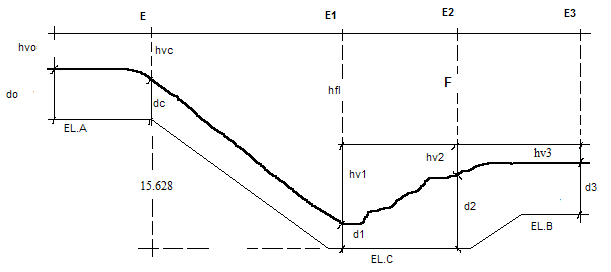 E E1 E2 E3
hvo hvc
do dc hfl F
EL.A
hv1 hv2 hv3
15.628
d1 d2 d3
EL.B
EL.C